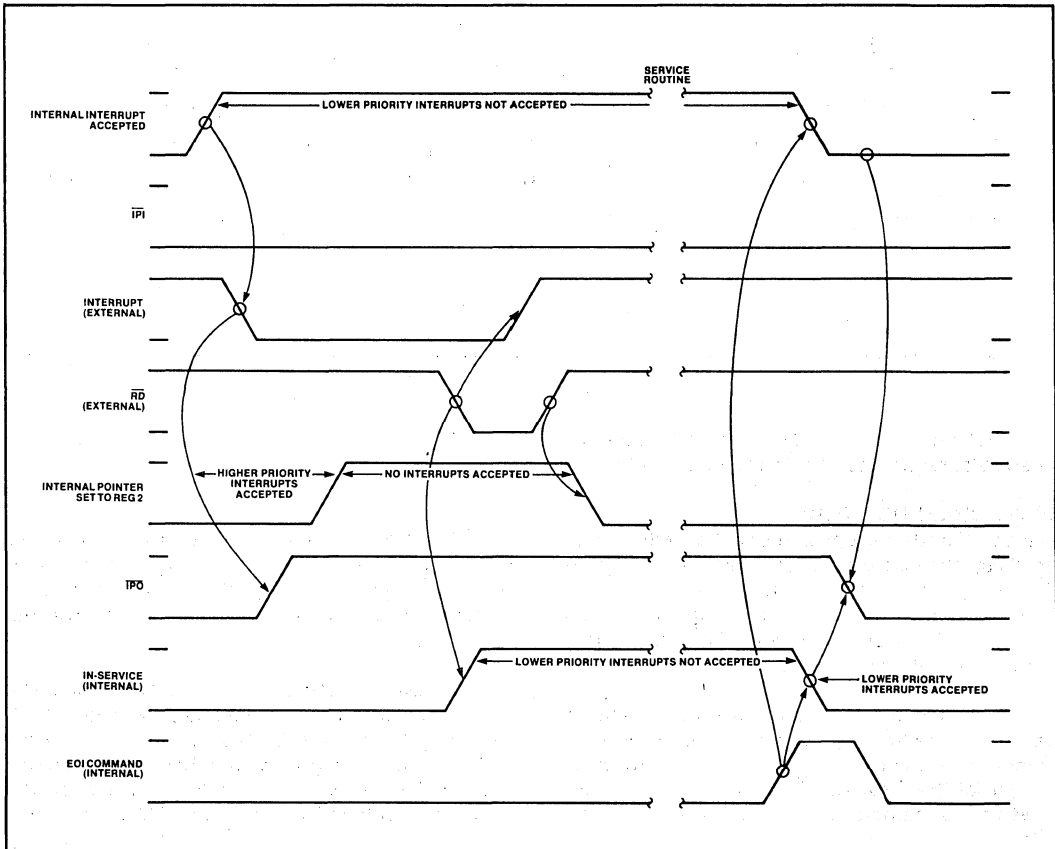 SERVICE
ROUTINE
INTERNAL INTERRUPT
ACCEPTED
LOWER PRIORITY INTERRUPTS NOT ACCEPTED
IPI
INTERRUPT
(EXTERNAL)
RD
(EXTERNAL)
INTERNAL POINTER
SET TO REG 2
HIGHER PRIORITY
INTERRUPTS
ACCEPTED
NO INTERRUPTS ACCEPTED
IPO
IN-SERVICE
(INTERNAL)
LOWER PRIORITY INTERRUPTS NOT ACCEPTED
LOWER PRIORITY
INTERRUPTS ACCEPTED
EOI COMMAND
(INTERNAL)